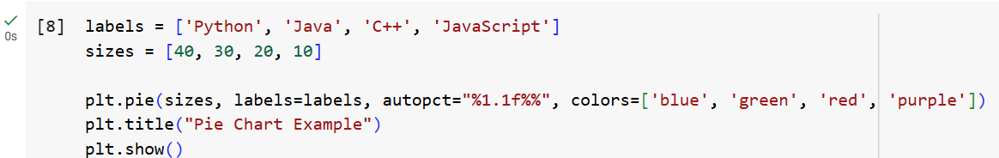 [8] labels = ['Python', 'Java', 'C++', 'JavaScript']
0s sizes = [40, 30, 20, 10]
plt.pie(sizes, labels=labels, autopct="%1.1f%%", colors=['blue', 'green', 'red', 'purple'])
plt.title("Pie Chart Example")
plt.show()